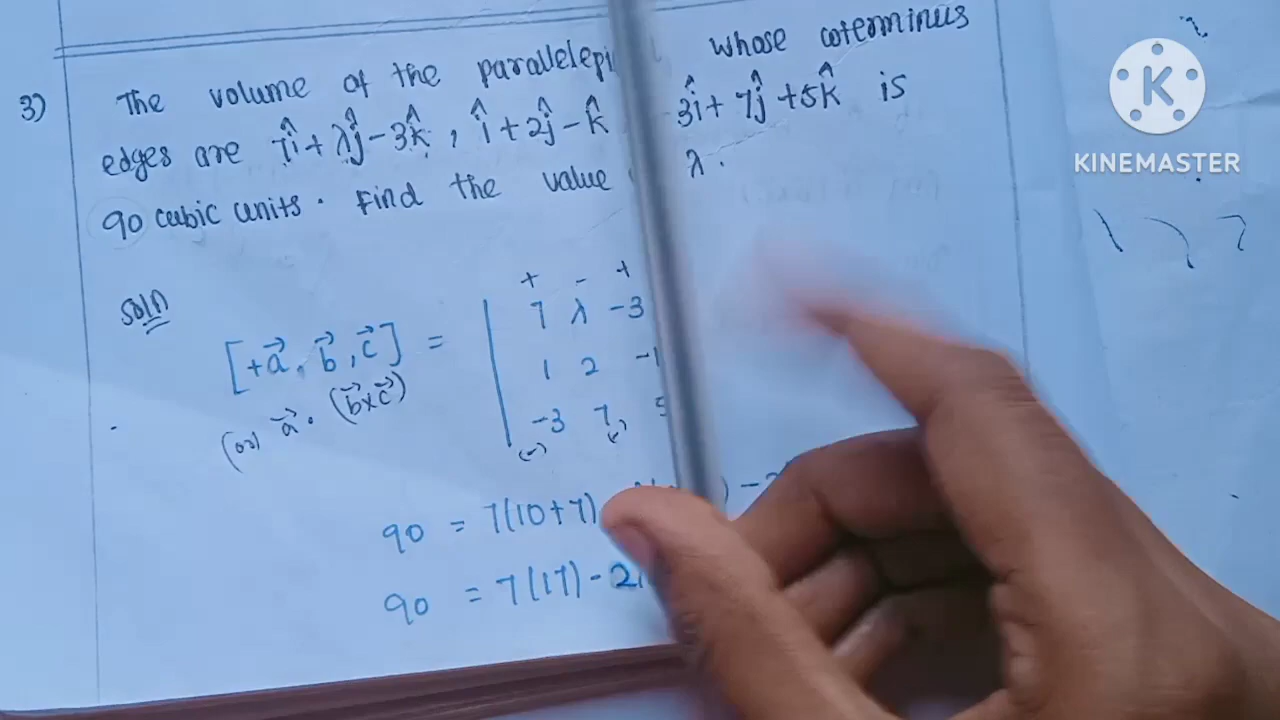 3) The volume of the whose coterminus
edges are 7î + λĵ - 3k̂, î + 2ĵ - k̂ 3î + 7ĵ + 5k̂ is
90 cubic units. Find the value λ.
KINEMASTER
Soln
+ - +
[+a⃗, b⃗, c⃗] = | 7 λ -3
1 2 -1
(or) a⃗ . (b⃗×c⃗) -3 7 5
90 = 7(10+7)
90 = 7(17) - 2